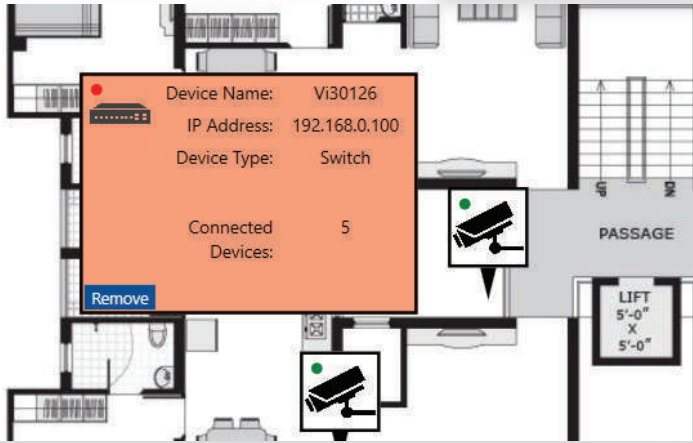 Device Name: Vi30126
IP Address: 192.168.0.100
Device Type: Switch
Connected Devices: 5
Remove
UP
DN
PASSAGE
LIFT
5'-0"
X
5'-0"